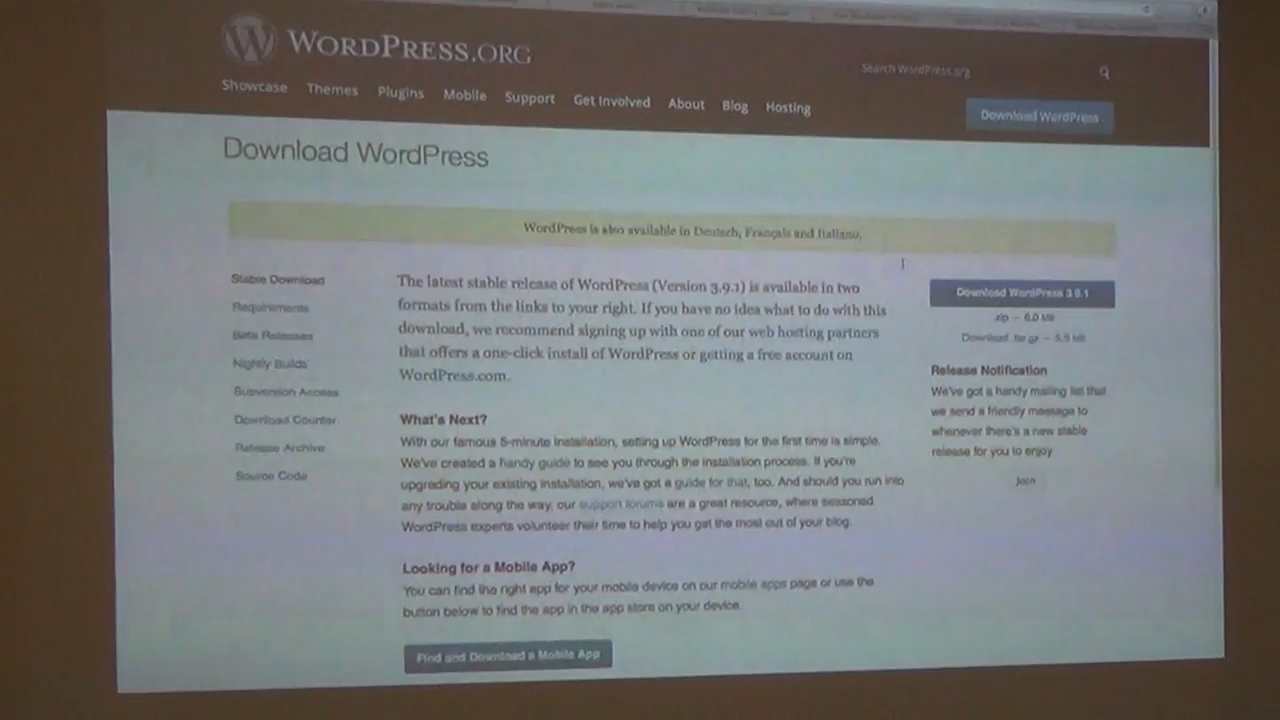 WORDPRESS.ORG
Search WordPress.org
Showcase Themes Plugins Mobile Support Get Involved About Blog Hosting
Download WordPress
Download WordPress
WordPress is also available in Deutsch, Français and Italiano.
Stable Download
Requirements
Beta Releases
Nightly Builds
Subversion Access
Download Counter
Release Archive
Source Code
The latest stable release of WordPress (Version 3.9.1) is available in two
formats from the links to your right. If you have no idea what to do with this
download, we recommend signing up with one of our web hosting partners
that offers a one-click install of WordPress or getting a free account on
WordPress.com.
What's Next?
With our famous 5-minute installation, setting up WordPress for the first time is simple.
We've created a handy guide to see you through the installation process. If you're
upgrading your existing installation, we've got a guide for that, too. And should you run into
any trouble along the way, our support forums are a great resource, where seasoned
WordPress experts volunteer their time to help you get the most out of your blog.
Looking for a Mobile App?
You can find the right app for your mobile device on our mobile apps page or use the
button below to find the app in the app store on your device.
Find and Download a Mobile App
Download WordPress 3.9.1
.zip — 6.0 MB
Download .tar.gz — 5.5 MB
Release Notification
We've got a handy mailing list that
we send a friendly message to
whenever there's a new stable
release for you to enjoy
Join